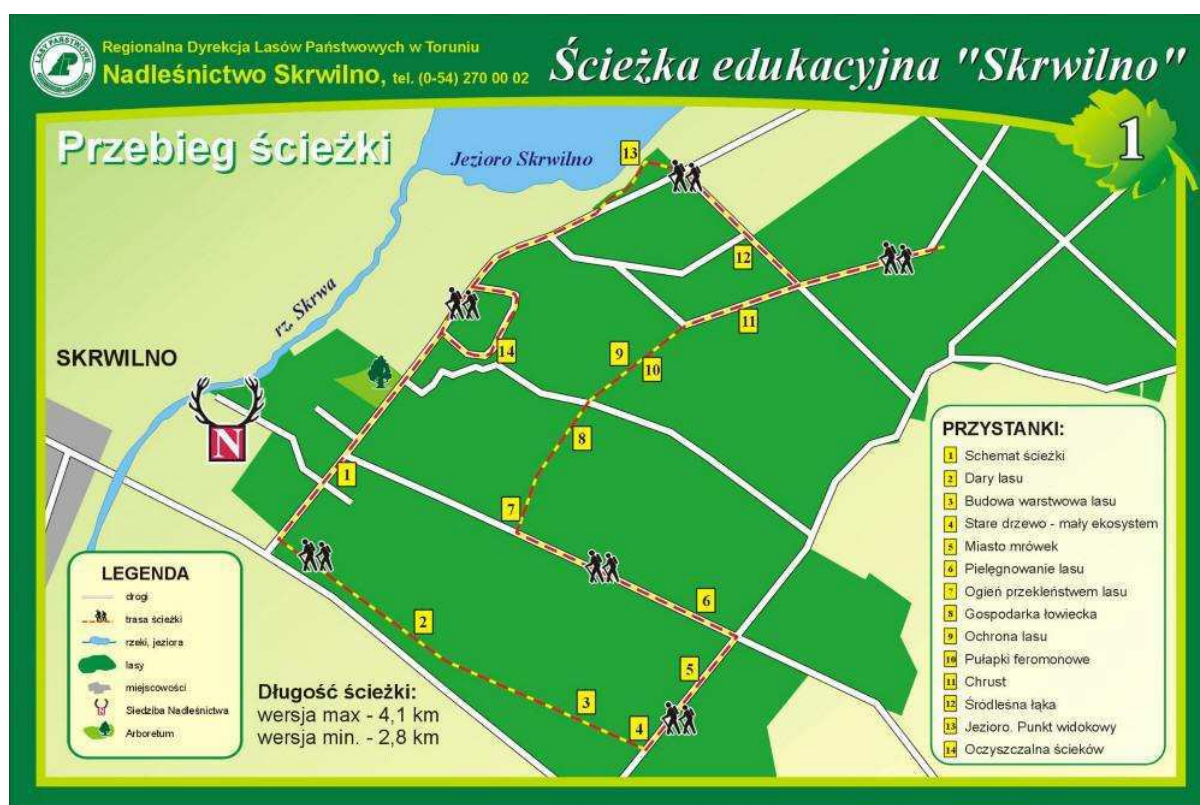 LASY PAŃSTWOWE
Regionalna Dyrekcja Lasów Państwowych w Toruniu
Nadleśnictwo Skrwilno, tel. (0-54) 270 00 02
Ścieżka edukacyjna "Skrwilno"
1
Przebieg ścieżki
Jezioro Skrwilno
rz. Skrwa
SKRWILNO
N
13
12
11
14
9
10
8
1
7
6
2
5
3
4
LEGENDA
drogi
trasa ścieżki
rzeki, jeziora
lasy
miejscowości
N Siedziba Nadleśnictwa
Arboretum
Długość ścieżki:
wersja max - 4,1 km
wersja min. - 2,8 km
PRZYSTANKI:
1 Schemat ścieżki
2 Dary lasu
3 Budowa warstwowa lasu
4 Stare drzewo - mały ekosystem
5 Miasto mrówek
6 Pielęgnowanie lasu
7 Ogień przekleństwem lasu
8 Gospodarka łowiecka
9 Ochrona lasu
10 Pułapki feromonowe
11 Chrust
12 Śródleśna łąka
13 Jezioro. Punkt widokowy
14 Oczyszczalna ścieków